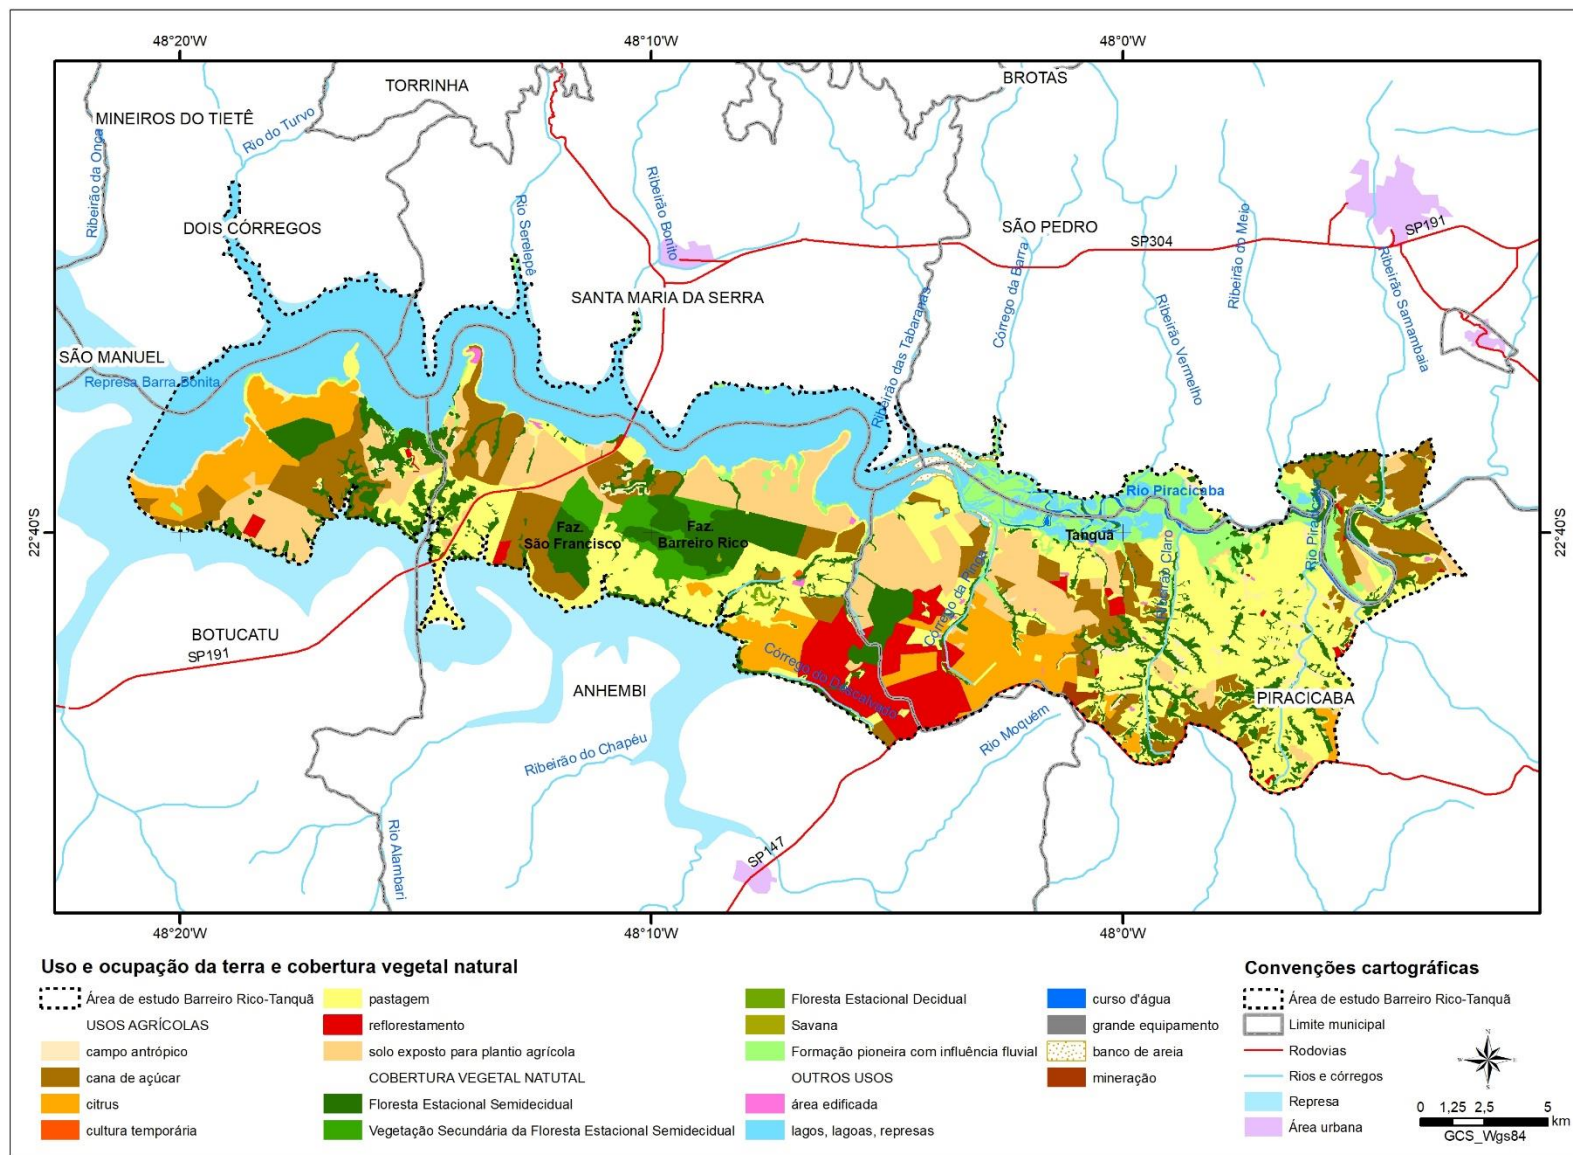 48°20'W
48°10'W
48°0'W
TORRINHA
BROTAS
MINEIROS DO TIETÊ
Rio do Turvo
Ribeirão da Onça
Ribeirão Bonito
Rio Serelepê
DOIS CÓRREGOS
SÃO PEDRO
SP191
SP304
Ribeirão do Meio
Córrego da Barra
Ribeirão Samambaia
SANTA MARIA DA SERRA
Ribeirão das Tabaranas
Ribeirão Vermelho
SÃO MANUEL
Represa Barra Bonita
Rio Piracicaba
Rio Piracicaba
22°40'S
22°40'S
Faz.
São Francisco
Faz.
Barreiro Rico
Tanquã
Ribeirão Claro
Córrego da Rinha
BOTUCATU
SP191
Córrego do Descalvado
ANHEMBI
PIRACICABA
Rio Moquém
Ribeirão do Chapéu
Rio Alambari
SP147
48°20'W
48°10'W
48°0'W
Uso e ocupação da terra e cobertura vegetal natural
Área de estudo Barreiro Rico-Tanquã
USOS AGRÍCOLAS
campo antrópico
cana de açúcar
citrus
cultura temporária
pastagem
reflorestamento
solo exposto para plantio agrícola
COBERTURA VEGETAL NATUTAL
Floresta Estacional Semidecidual
Vegetação Secundária da Floresta Estacional Semidecidual
Floresta Estacional Decidual
Savana
Formação pioneira com influência fluvial
OUTROS USOS
área edificada
lagos, lagoas, represas
curso d'água
grande equipamento
banco de areia
mineração
Convenções cartográficas
Área de estudo Barreiro Rico-Tanquã
Limite municipal
Rodovias
Rios e córregos
Represa
Área urbana
N
E
S
W
0 1,25 2,5 5
km
GCS_Wgs84